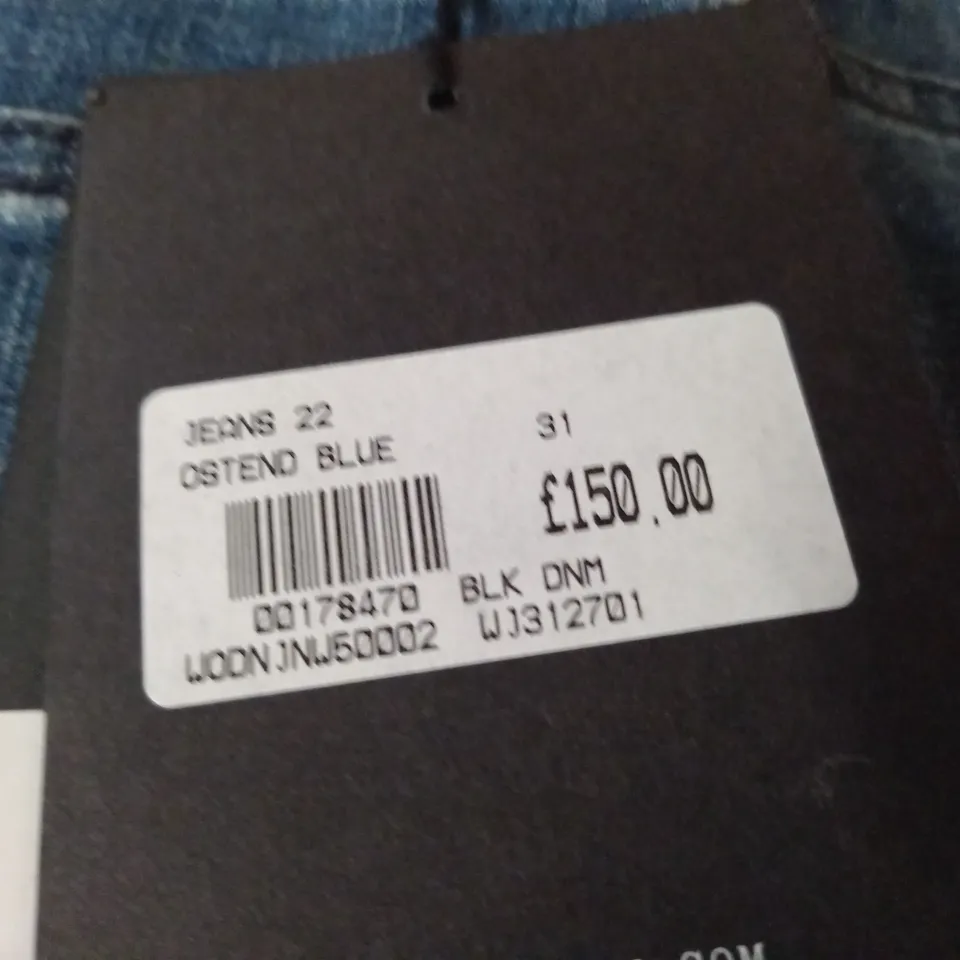 JEANS 22 31
OSTEND BLUE
£150.00
00178470 BLK DNM
WODNJNW50002 WJ312701